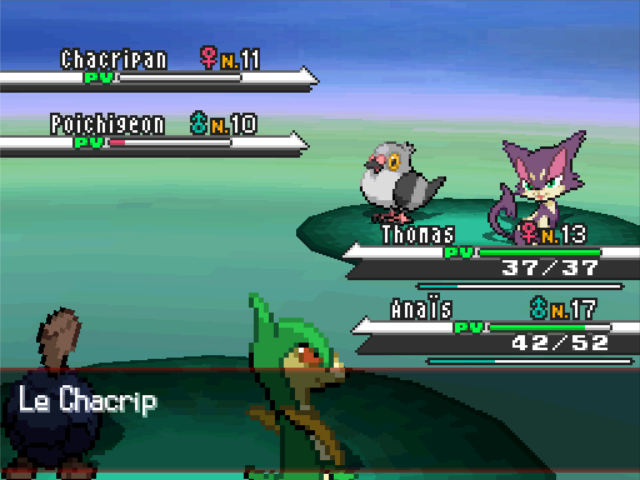 Chacripan ♀ N.11
PV
Poichigeon ♂ N.10
PV
Thomas ♀ N.13
PV
37/37
Anaïs ♂ N.17
PV
42/52
Le Chacrip